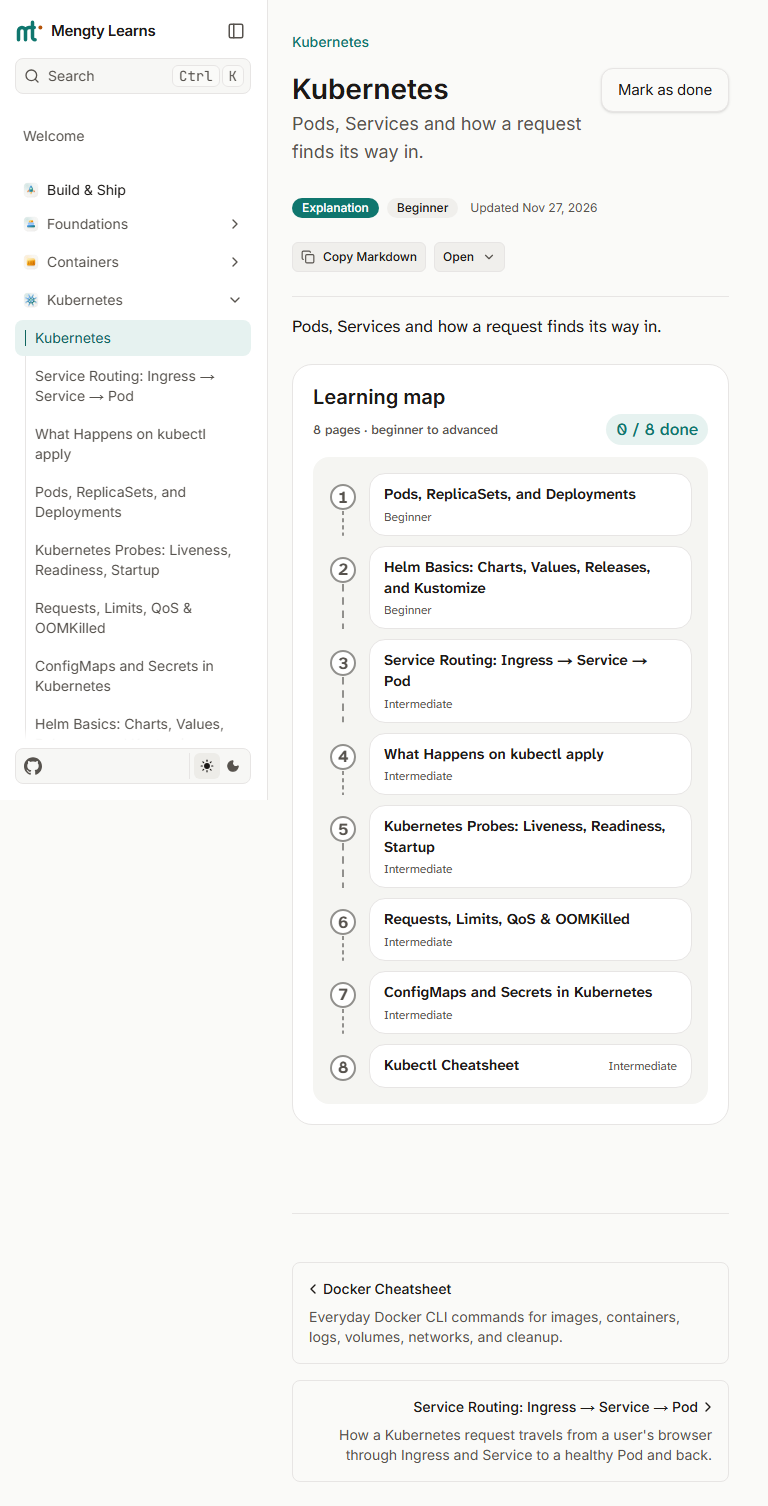 mt
Mengty Learns
Search
Ctrl K
Welcome
Build & Ship
Foundations
Containers
Kubernetes
Kubernetes
Service Routing: Ingress →
Service → Pod
What Happens on kubectl
apply
Pods, ReplicaSets, and
Deployments
Kubernetes Probes: Liveness,
Readiness, Startup
Requests, Limits, QoS &
OOMKilled
ConfigMaps and Secrets in
Kubernetes
Helm Basics: Charts, Values,
Kubernetes
Kubernetes
Mark as done
Pods, Services and how a request
finds its way in.
Explanation
Beginner
Updated Nov 27, 2026
Copy Markdown
Open
Pods, Services and how a request finds its way in.
Learning map
8 pages · beginner to advanced
0 / 8 done
1
Pods, ReplicaSets, and Deployments
Beginner
2
Helm Basics: Charts, Values, Releases,
and Kustomize
Beginner
3
Service Routing: Ingress → Service →
Pod
Intermediate
4
What Happens on kubectl apply
Intermediate
5
Kubernetes Probes: Liveness, Readiness,
Startup
Intermediate
6
Requests, Limits, QoS & OOMKilled
Intermediate
7
ConfigMaps and Secrets in Kubernetes
Intermediate
8
Kubectl Cheatsheet
Intermediate
Docker Cheatsheet
Everyday Docker CLI commands for images, containers,
logs, volumes, networks, and cleanup.
Service Routing: Ingress → Service → Pod
How a Kubernetes request travels from a user's browser
through Ingress and Service to a healthy Pod and back.